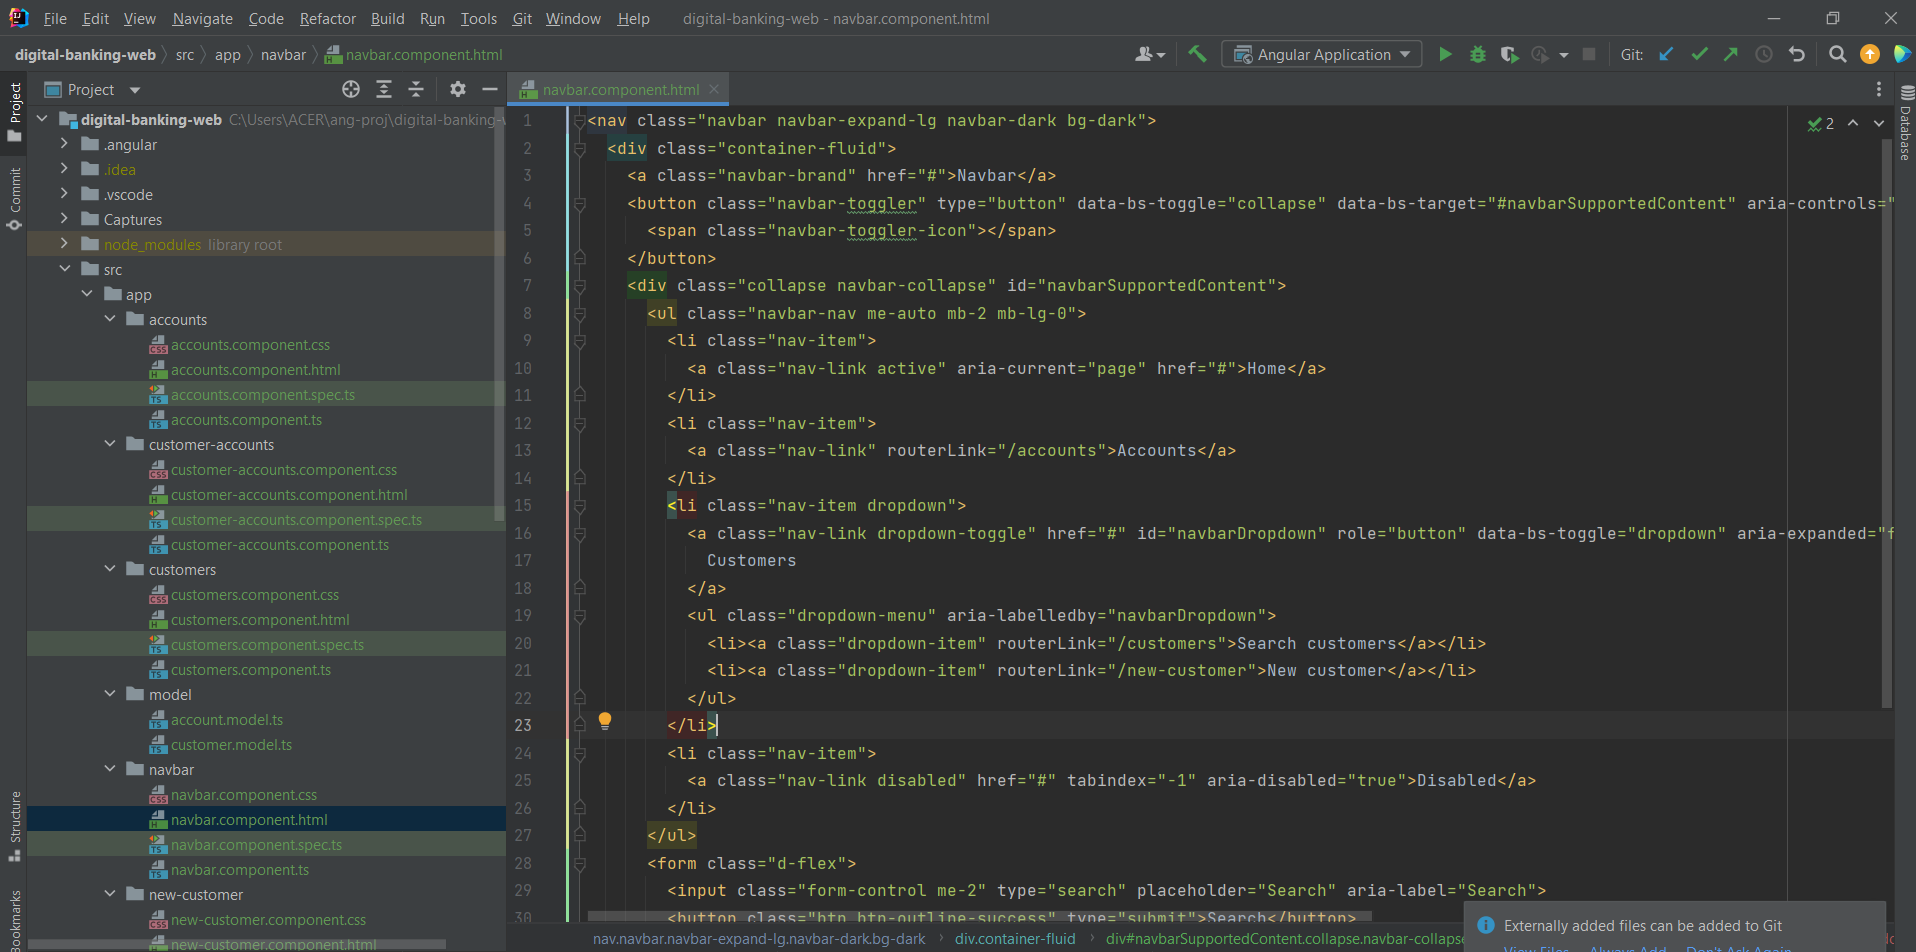 File Edit View Navigate Code Refactor Build Run Tools Git Window Help digital-banking-web - navbar.component.html
digital-banking-web src app navbar navbar.component.html Angular Application Git:
Project
navbar.component.html
Project
Commit
Structure
Bookmarks
digital-banking-web C:\Users\ACER\ang-proj\digital-banking-w
.angular
.idea
.vscode
Captures
node_modules library root
src
app
accounts
accounts.component.css
accounts.component.html
accounts.component.spec.ts
accounts.component.ts
customer-accounts
customer-accounts.component.css
customer-accounts.component.html
customer-accounts.component.spec.ts
customer-accounts.component.ts
customers
customers.component.css
customers.component.html
customers.component.spec.ts
customers.component.ts
model
account.model.ts
customer.model.ts
navbar
navbar.component.css
navbar.component.html
navbar.component.spec.ts
navbar.component.ts
new-customer
new-customer.component.css
new-customer.component.html
1 <nav class="navbar navbar-expand-lg navbar-dark bg-dark">
2 <div class="container-fluid">
3 <a class="navbar-brand" href="#">Navbar</a>
4 <button class="navbar-toggler" type="button" data-bs-toggle="collapse" data-bs-target="#navbarSupportedContent" aria-controls="
5 <span class="navbar-toggler-icon"></span>
6 </button>
7 <div class="collapse navbar-collapse" id="navbarSupportedContent">
8 <ul class="navbar-nav me-auto mb-2 mb-lg-0">
9 <li class="nav-item">
10 <a class="nav-link active" aria-current="page" href="#">Home</a>
11 </li>
12 <li class="nav-item">
13 <a class="nav-link" routerLink="/accounts">Accounts</a>
14 </li>
15 <li class="nav-item dropdown">
16 <a class="nav-link dropdown-toggle" href="#" id="navbarDropdown" role="button" data-bs-toggle="dropdown" aria-expanded="f
17 Customers
18 </a>
19 <ul class="dropdown-menu" aria-labelledby="navbarDropdown">
20 <li><a class="dropdown-item" routerLink="/customers">Search customers</a></li>
21 <li><a class="dropdown-item" routerLink="/new-customer">New customer</a></li>
22 </ul>
23 </li>
24 <li class="nav-item">
25 <a class="nav-link disabled" href="#" tabindex="-1" aria-disabled="true">Disabled</a>
26 </li>
27 </ul>
28 <form class="d-flex">
29 <input class="form-control me-2" type="search" placeholder="Search" aria-label="Search">
30 <button class="btn btn-outline-success" type="submit">Search</button>
2
Database
nav.navbar.navbar-expand-lg.navbar-dark.bg-dark div.container-fluid div#navbarSupportedContent.collapse.navbar-collapse
Externally added files can be added to Git
View Files Always Add Don't Ask Again